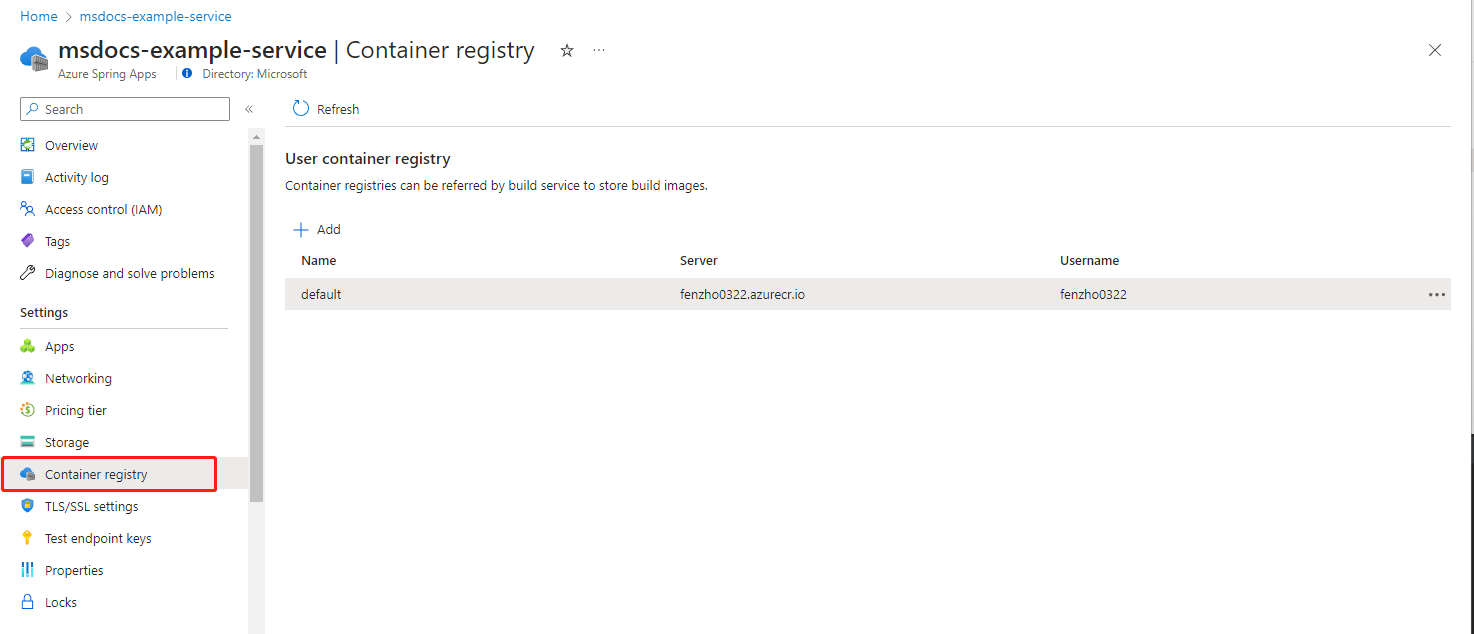 Home > msdocs-example-service
msdocs-example-service | Container registry
Azure Spring Apps
Directory: Microsoft
Search
Refresh
Overview
Activity log
Access control (IAM)
Tags
Diagnose and solve problems
Settings
Apps
Networking
Pricing tier
Storage
Container registry
TLS/SSL settings
Test endpoint keys
Properties
Locks
User container registry
Container registries can be referred by build service to store build images.
Add
Name Server Username
default fenzho0322.azurecr.io fenzho0322